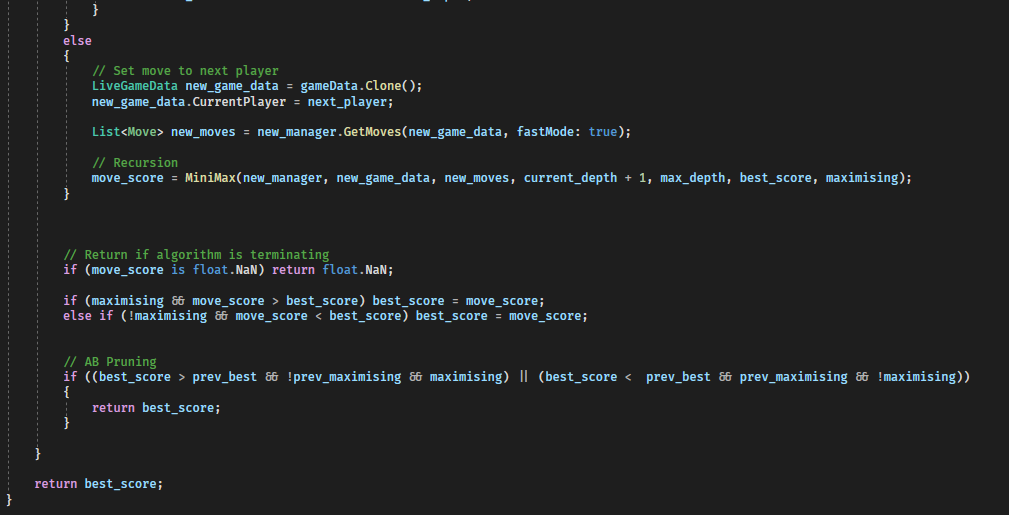 }
}
else
{
// Set move to next player
LiveGameData new_game_data = gameData.Clone();
new_game_data.CurrentPlayer = next_player;
List<Move> new_moves = new_manager.GetMoves(new_game_data, fastMode: true);
// Recursion
move_score = MiniMax(new_manager, new_game_data, new_moves, current_depth + 1, max_depth, best_score, maximising);
}
// Return if algorithm is terminating
if (move_score is float.NaN) return float.NaN;
if (maximising && move_score > best_score) best_score = move_score;
else if (!maximising && move_score < best_score) best_score = move_score;
// AB Pruning
if ((best_score > prev_best && !prev_maximising && maximising) || (best_score <  prev_best && prev_maximising && !maximising))
{
return best_score;
}
}
return best_score;
}